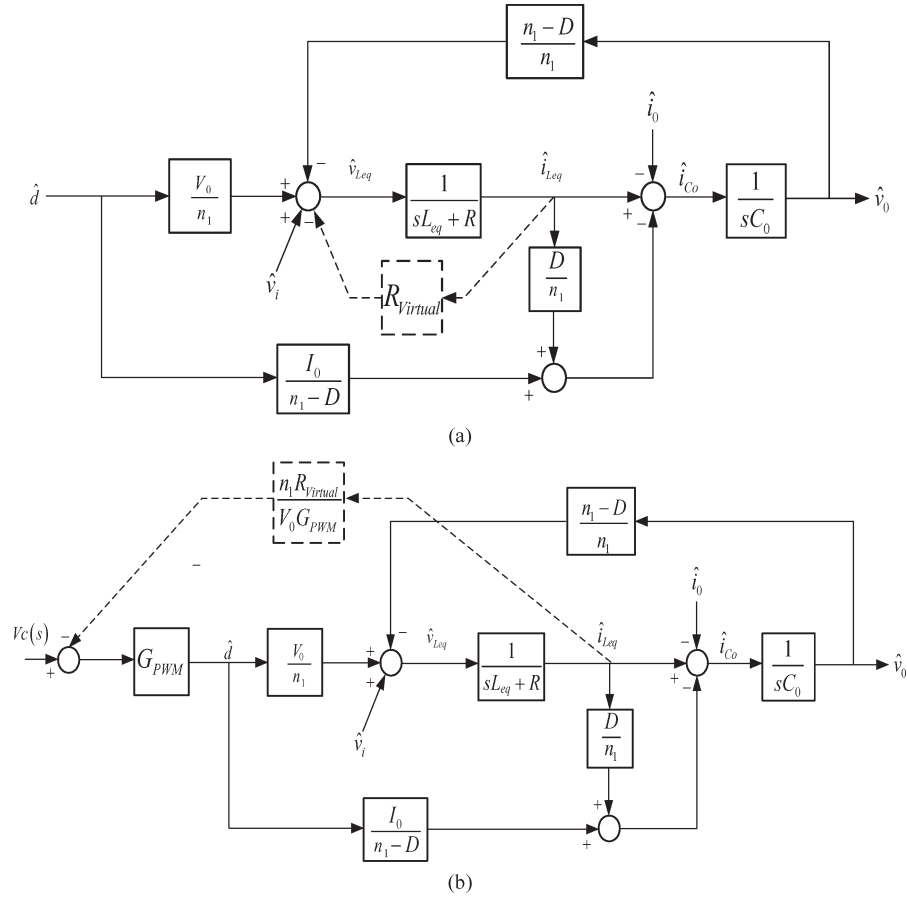 n₁ − D
n₁
î₀
−
−
d̂
V₀
n₁
+
+
−
v̂_Leq
1
sL_eq + R
î_Leq
+
−
î_Co
1
sC₀
v̂₀
v̂ᵢ
R_Virtual
D
n₁
I₀
n₁ − D
+
+
(a)
n₁R_Virtual
V₀G_PWM
−
n₁ − D
n₁
î₀
Vc(s)
−
+
G_PWM
d̂
V₀
n₁
+
+
−
v̂_Leq
1
sL_eq + R
î_Leq
−
+
−
î_Co
1
sC₀
v̂₀
v̂ᵢ
D
n₁
I₀
n₁ − D
+
+
(b)